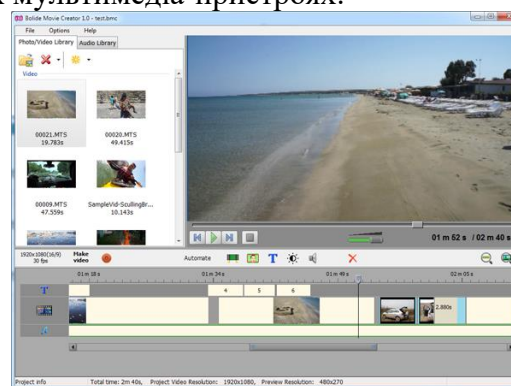 мультимедіа-пристроях.
Bolide Movie Creator 1.0 - test.bmc
File Options Help
Photo/Video Library Audio Library
Video
00021.MTS 00020.MTS
19.783s 49.415s
00009.MTS SampleVid-ScullingBr...
47.559s 10.143s
01 m 52 s / 02 m 40 s
1920x1080(16/9) Make Automate T
30 fps video
01 m 18 s 01 m 34 s 01 m 49 s 02 m 05 s
T 4 5 6
2.880s
Project info Total time: 2m 40s, Project Video Resolution: 1920x1080, Preview Resolution: 480x270